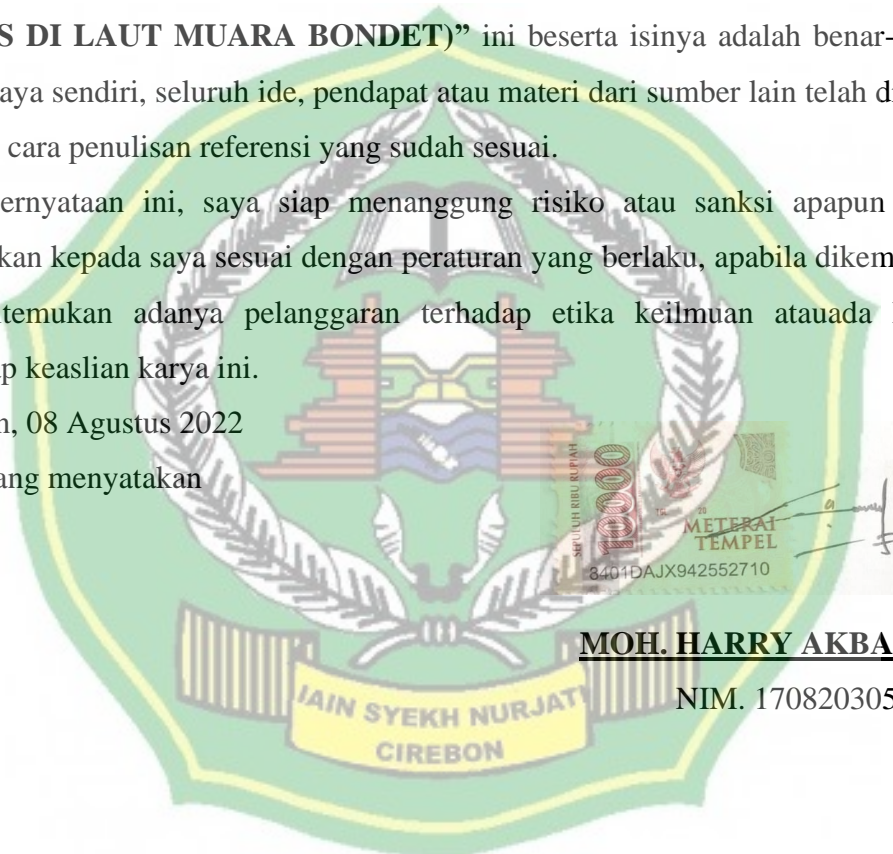 S DI LAUT MUARA BONDET)” ini beserta isinya adalah benar-
aya sendiri, seluruh ide, pendapat atau materi dari sumber lain telah di
cara penulisan referensi yang sudah sesuai.
ernyataan ini, saya siap menanggung risiko atau sanksi apapun
kan kepada saya sesuai dengan peraturan yang berlaku, apabila dikem
temukan adanya pelanggaran terhadap etika keilmuan atauada
p keaslian karya ini.
n, 08 Agustus 2022
ang menyatakan
SEPULUH RIBU RUPIAH
10000
METERAI
TEMPEL
8401DAJX942552710
MOH. HARRY AKBA
NIM. 170820305
IAIN SYEKH NURJATI
CIREBON